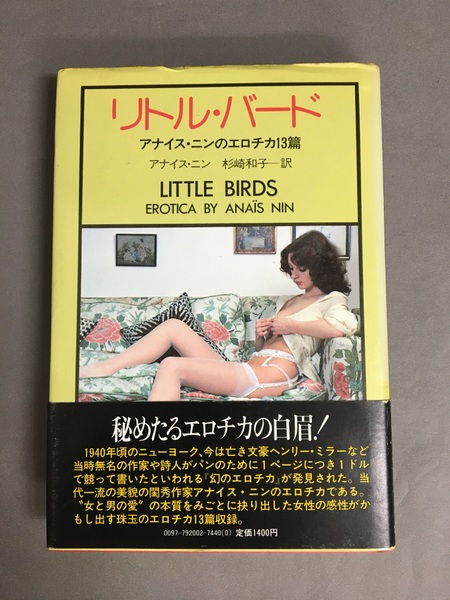 リトル・バード
アナイス・ニンのエロチカ13篇
アナイス・ニン 杉崎和子―訳
LITTLE BIRDS
EROTICA BY ANAÏS NIN
秘めたるエロチカの白眉!
1940年頃のニューヨーク、今は亡き文豪ヘンリー・ミラーなど
当時無名の作家や詩人がパンのために1ページにつき1ドル
で競って書いたといわれる『幻のエロチカ』が発見された。当
代一流の美貌の閨秀作家アナイス・ニンのエロチカである。
“女と男の愛”の本質をみごとに抉り出した女性の感性がか
もし出す珠玉のエロチカ13篇収録。
0097-792002-7440(0) 定価1400円